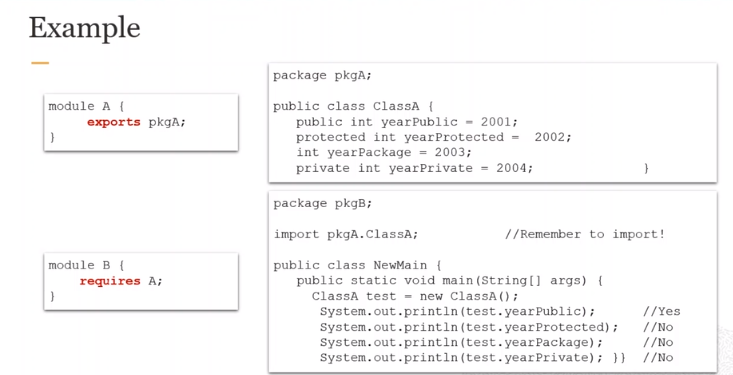 Example
module A {
exports pkgA;
}
package pkgA;
public class ClassA {
public int yearPublic = 2001;
protected int yearProtected =  2002;
int yearPackage = 2003;
private int yearPrivate = 2004; }
module B {
requires A;
}
package pkgB;
import pkgA.ClassA; //Remember to import!
public class NewMain {
public static void main(String[] args) {
ClassA test = new ClassA();
System.out.println(test.yearPublic); //Yes
System.out.println(test.yearProtected); //No
System.out.println(test.yearPackage); //No
System.out.println(test.yearPrivate); }} //No